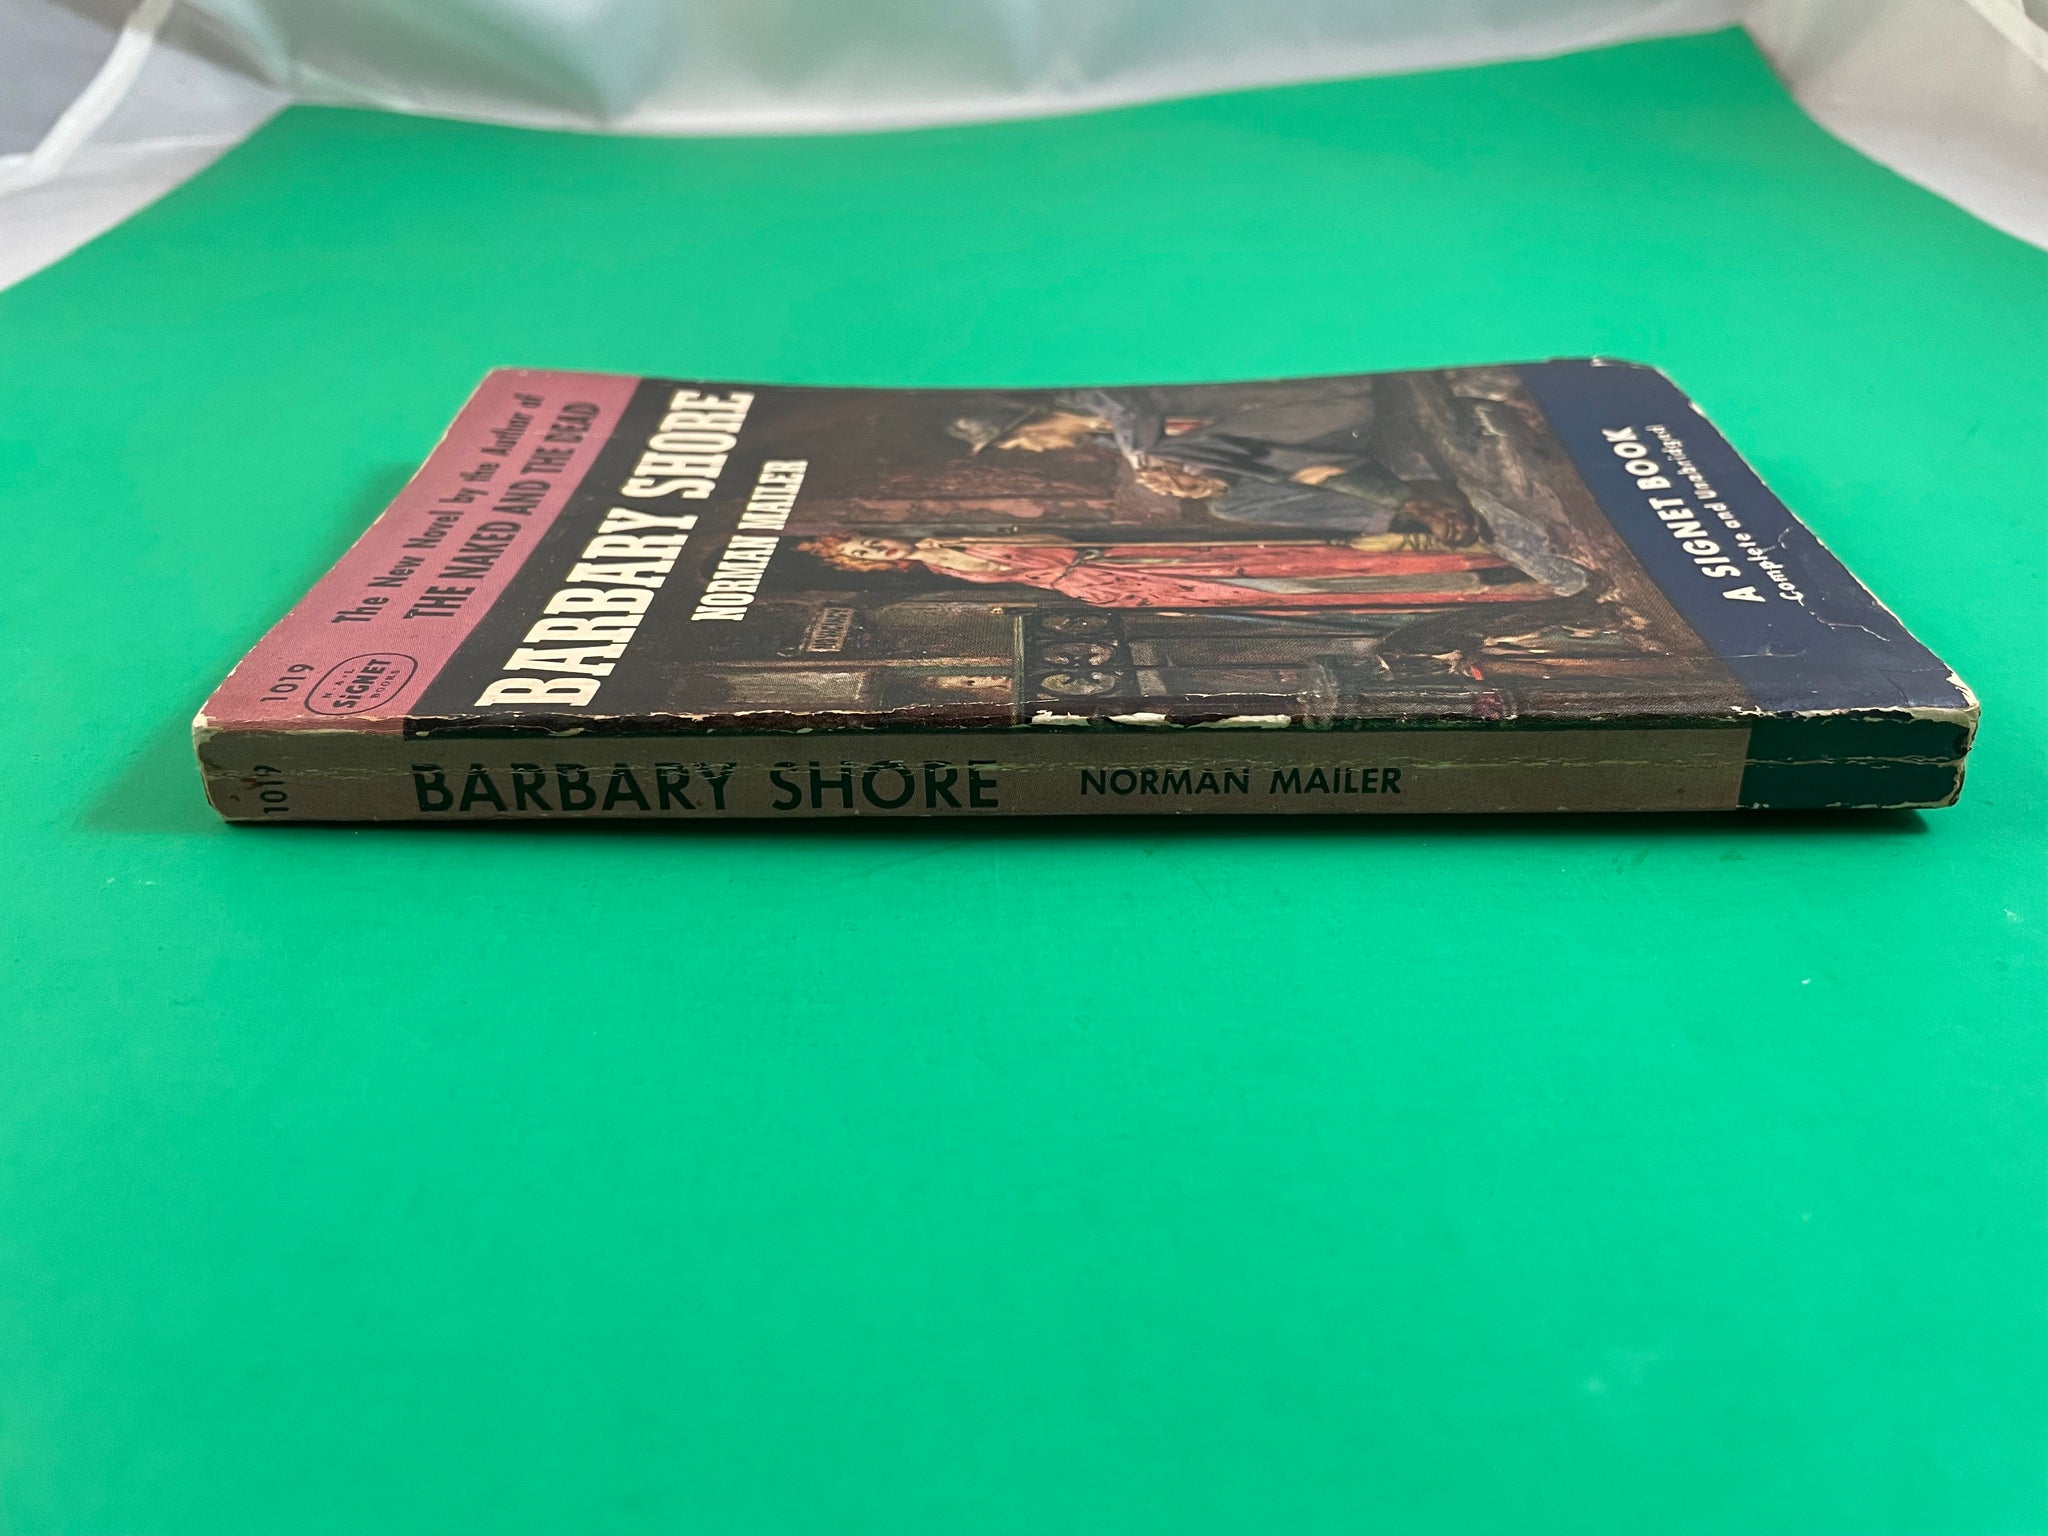 The New Novel by the Author of
THE NAKED AND THE DEAD
1019
N.A.L.
SIGNET
BOOKS
BARBARY SHORE
NORMAN MAILER
A SIGNET BOOK
Complete and Unabridged
1019
BARBARY SHORE
NORMAN MAILER